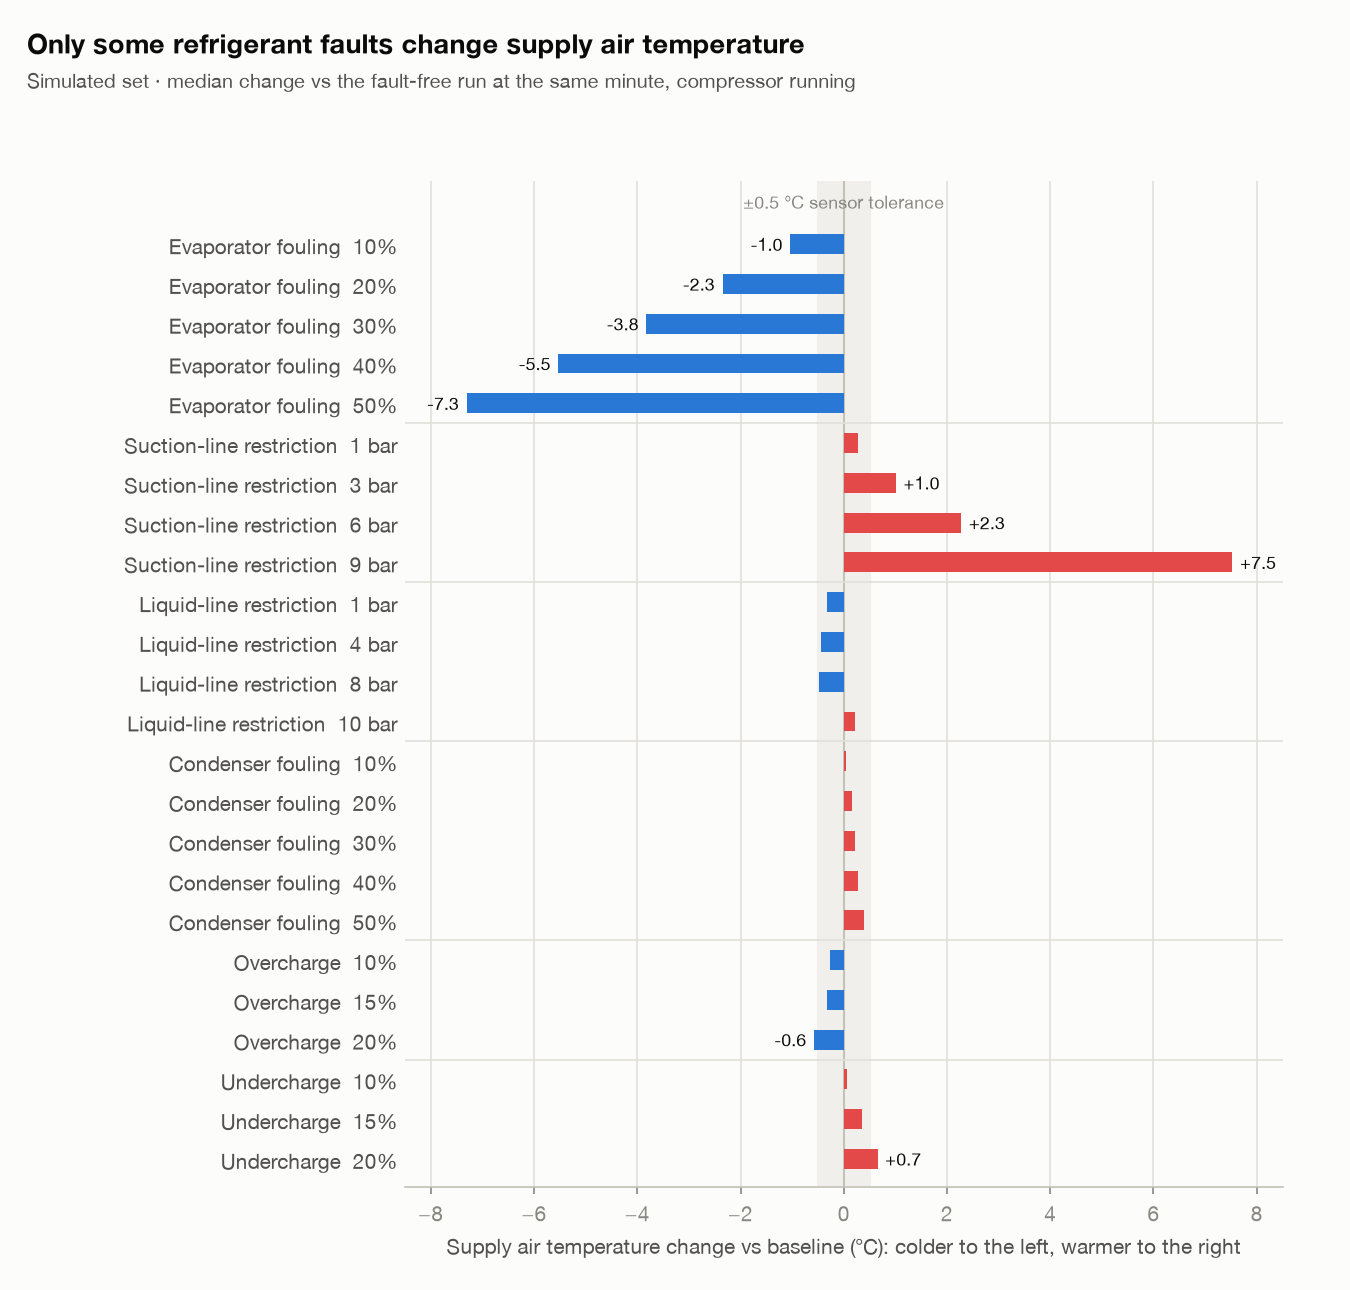 Only some refrigerant faults change supply air temperature
Simulated set · median change vs the fault-free run at the same minute, compressor running
±0.5 °C sensor tolerance
Evaporator fouling 10% -1.0
Evaporator fouling 20% -2.3
Evaporator fouling 30% -3.8
Evaporator fouling 40% -5.5
Evaporator fouling 50% -7.3
Suction-line restriction 1 bar
Suction-line restriction 3 bar +1.0
Suction-line restriction 6 bar +2.3
Suction-line restriction 9 bar +7.5
Liquid-line restriction 1 bar
Liquid-line restriction 4 bar
Liquid-line restriction 8 bar
Liquid-line restriction 10 bar
Condenser fouling 10%
Condenser fouling 20%
Condenser fouling 30%
Condenser fouling 40%
Condenser fouling 50%
Overcharge 10%
Overcharge 15%
Overcharge 20% -0.6
Undercharge 10%
Undercharge 15%
Undercharge 20% +0.7
−8 −6 −4 −2 0 2 4 6 8
Supply air temperature change vs baseline (°C): colder to the left, warmer to the right